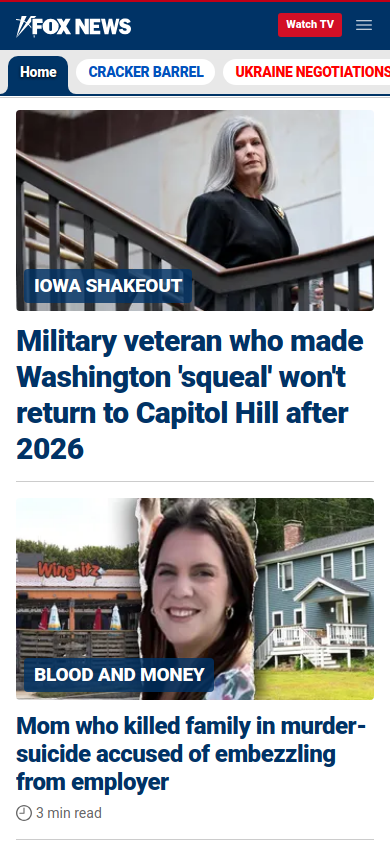 FOX NEWS
Watch TV
Home
CRACKER BARREL
UKRAINE NEGOTIATIONS
IOWA SHAKEOUT
Military veteran who made
Washington 'squeal' won't
return to Capitol Hill after
2026
Wing-itz
BLOOD AND MONEY
Mom who killed family in murder-
suicide accused of embezzling
from employer
3 min read